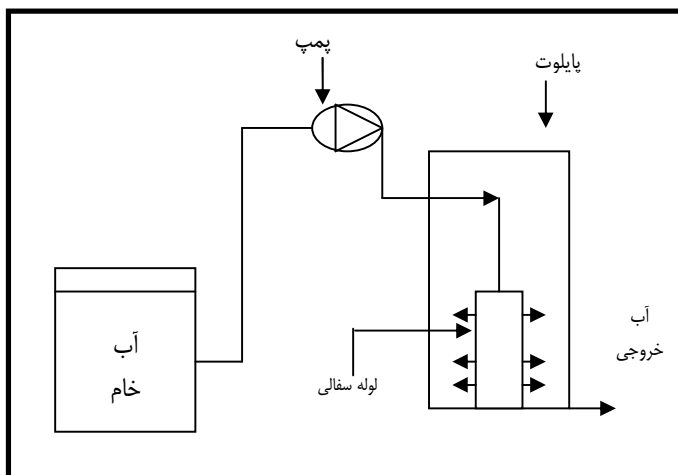 پمپ
پایلوت
آب
خام
لوله سفالی
آب
خروجی